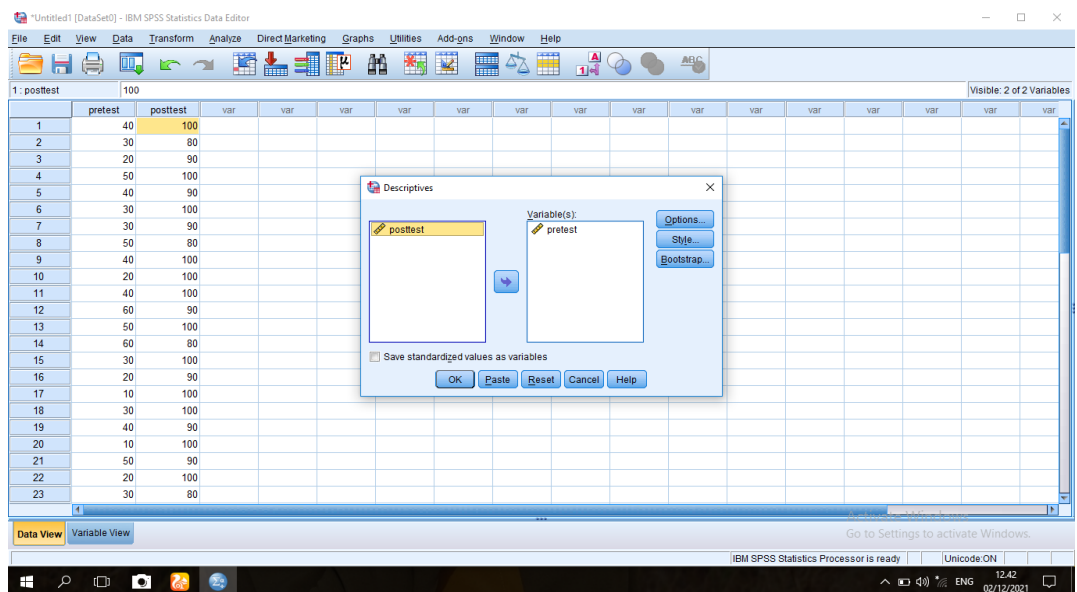 *Untitled1 [DataSet0] - IBM SPSS Statistics Data Editor
File Edit View Data Transform Analyze Direct Marketing Graphs Utilities Add-ons Window Help
1 : posttest 100 Visible: 2 of 2 Variables
pretest posttest var var var var var var var var var var var var var var var
1 40 100
2 30 80
3 20 90
4 50 100
5 40 90
6 30 100
7 30 90
8 50 80
9 40 100
10 20 100
11 40 100
12 60 90
13 50 100
14 60 80
15 30 100
16 20 90
17 10 100
18 30 100
19 40 90
20 10 100
21 50 90
22 20 100
23 30 80
Descriptives
Variable(s):
posttest
pretest
Options...
Style...
Bootstrap...
Save standardized values as variables
OK Paste Reset Cancel Help
Data View Variable View
Activate Windows
Go to Settings to activate Windows.
IBM SPSS Statistics Processor is ready Unicode:ON
ENG 12.42
02/12/2021